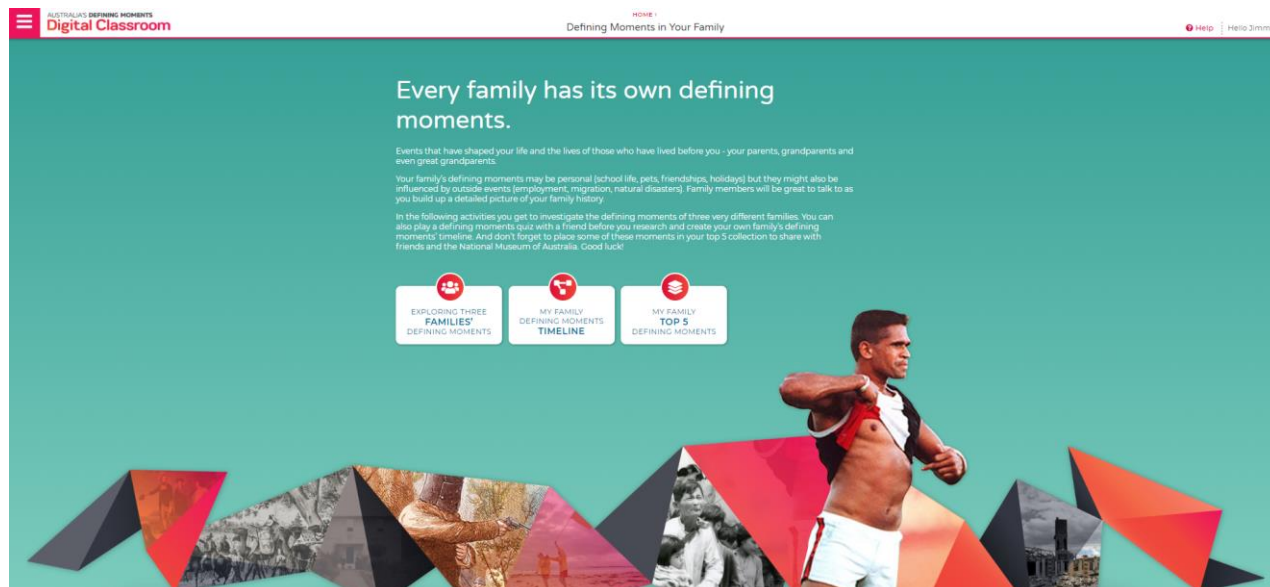 AUSTRALIA'S DEFINING MOMENTS
Digital Classroom
HOME ›
Defining Moments in Your Family
Help
Hello Jimm
Every family has its own defining
moments.
Events that have shaped your life and the lives of those who have lived before you - your parents, grandparents and
even great grandparents.
Your family's defining moments may be personal (school life, pets, friendships, holidays) but they might also be
influenced by outside events (employment, migration, natural disasters). Family members will be great to talk to as
you build up a detailed picture of your family history.
In the following activities you get to investigate the defining moments of three very different families. You can
also play a defining moments quiz with a friend before you research and create your own family's defining
moments' timeline. And don't forget to place some of these moments in your top 5 collection to share with
friends and the National Museum of Australia. Good luck!
EXPLORING THREE
FAMILIES'
DEFINING MOMENTS
MY FAMILY
DEFINING MOMENTS
TIMELINE
MY FAMILY
TOP 5
DEFINING MOMENTS